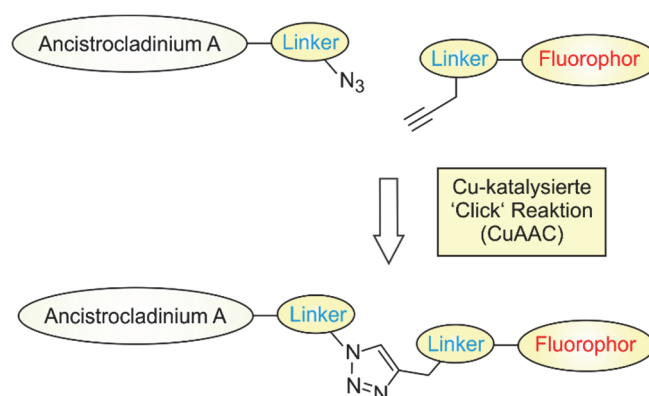 Ancistrocladinium A
Linker
N3
Linker
Fluorophor
Cu-katalysierte
'Click' Reaktion
(CuAAC)
Ancistrocladinium A
Linker
N
N=N
Linker
Fluorophor